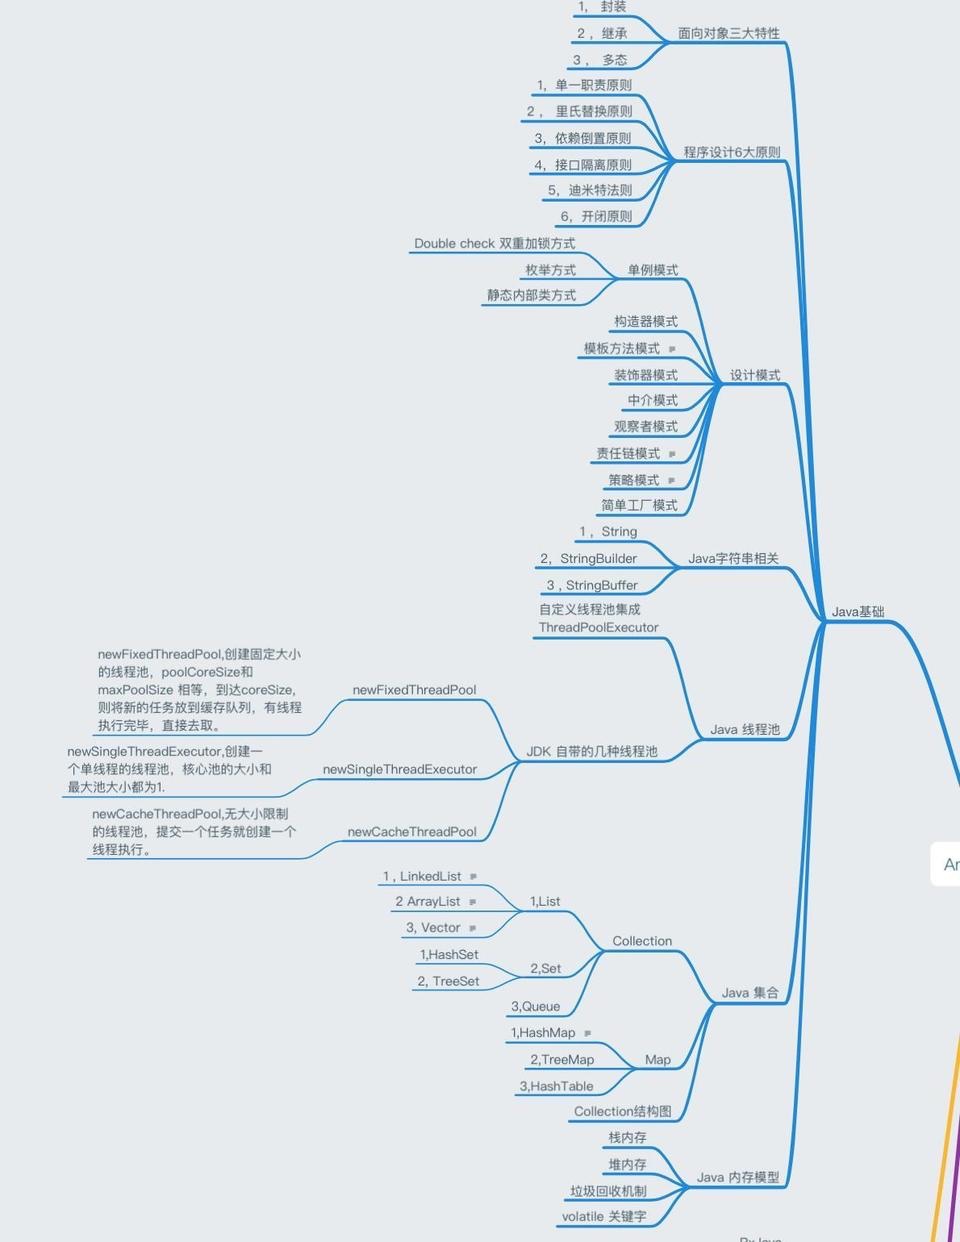 1， 封装
2 ，继承
3 ， 多态
面向对象三大特性
1，单一职责原则
2 ， 里氏替换原则
3，依赖倒置原则
4，接口隔离原则
5，迪米特法则
6，开闭原则
程序设计6大原则
Double check 双重加锁方式
枚举方式
静态内部类方式
单例模式
构造器模式
模板方法模式
装饰器模式
中介模式
观察者模式
责任链模式
策略模式
简单工厂模式
设计模式
1 ，String
2，StringBuilder
3 , StringBuffer
Java字符串相关
自定义线程池集成
ThreadPoolExecutor
newFixedThreadPool,创建固定大小
的线程池，poolCoreSize和
maxPoolSize 相等，到达coreSize,
则将新的任务放到缓存队列，有线程
执行完毕，直接去取。
newFixedThreadPool
newSingleThreadExecutor,创建一
个单线程的线程池，核心池的大小和
最大池大小都为1.
newSingleThreadExecutor
newCacheThreadPool,无大小限制
的线程池，提交一个任务就创建一个
线程执行。
newCacheThreadPool
JDK 自带的几种线程池
Java 线程池
Java基础
1 , LinkedList
2 ArrayList
3, Vector
1,List
1,HashSet
2, TreeSet
2,Set
3,Queue
Collection
1,HashMap
2,TreeMap
3,HashTable
Map
Collection结构图
Java 集合
栈内存
堆内存
垃圾回收机制
volatile 关键字
Java 内存模型